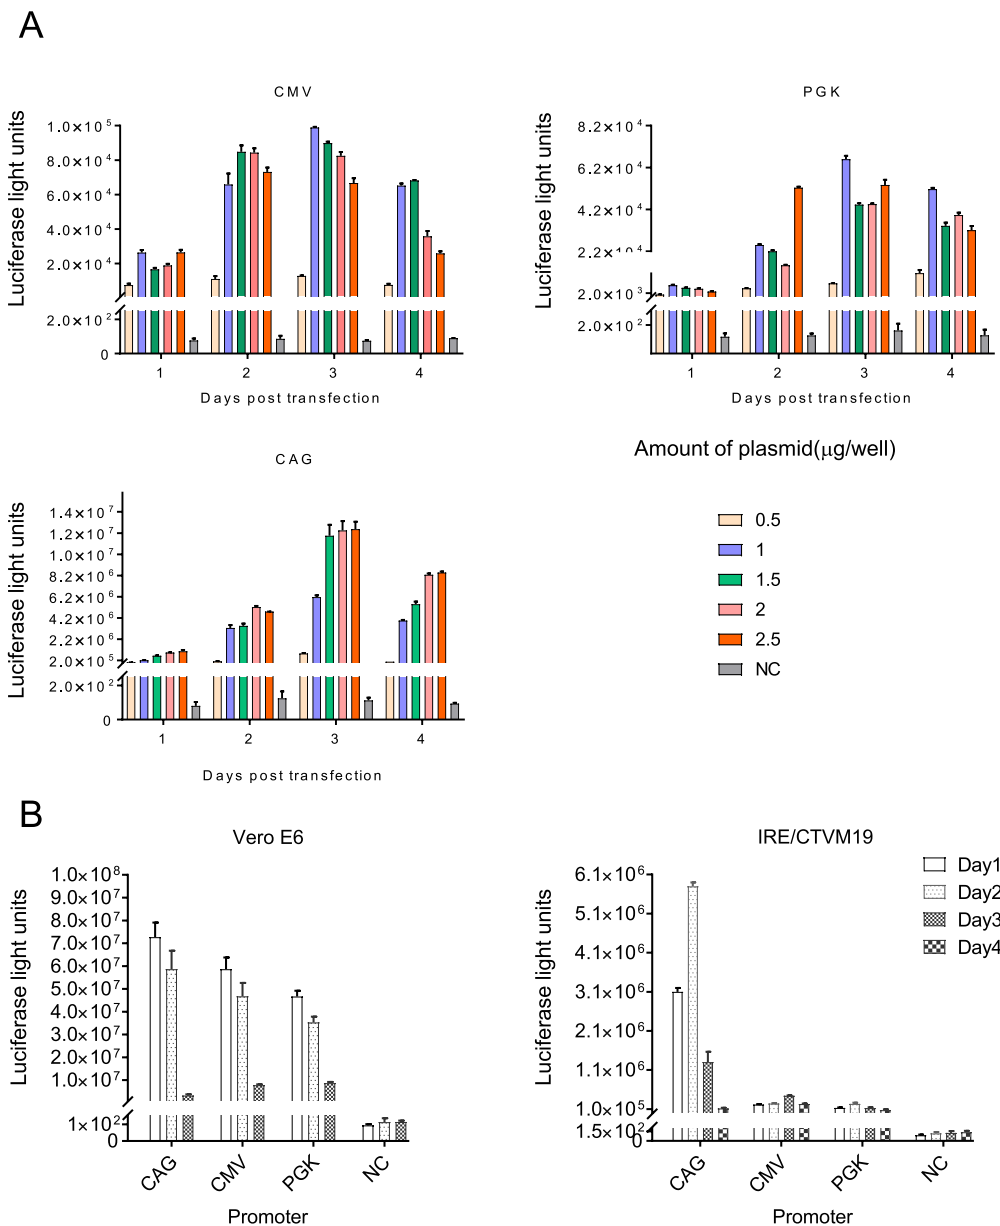 A
CMV
Luciferase light units
1.0×10⁵
8.0×10⁴
6.0×10⁴
4.0×10⁴
2.0×10⁴
2.0×10²
0
1 2 3 4
Days post transfection
PGK
Luciferase light units
8.2×10⁴
6.2×10⁴
4.2×10⁴
2.2×10⁴
2.0×10³
2.0×10²
0
1 2 3 4
Days post transfection
CAG
Luciferase light units
1.4×10⁷
1.2×10⁷
1.0×10⁷
8.2×10⁶
6.2×10⁶
4.2×10⁶
2.2×10⁶
2.0×10⁵
2.0×10²
0
1 2 3 4
Days post transfection
Amount of plasmid(μg/well)
0.5
1
1.5
2
2.5
NC
B
Vero E6
Luciferase light units
1.0×10⁸
9.0×10⁷
8.0×10⁷
7.0×10⁷
6.0×10⁷
5.0×10⁷
4.0×10⁷
3.0×10⁷
2.0×10⁷
1.0×10⁷
1×10²
0
CAG CMV PGK NC
Promoter
IRE/CTVM19
Luciferase light units
6.1×10⁶
5.1×10⁶
4.1×10⁶
3.1×10⁶
2.1×10⁶
1.1×10⁶
1.0×10⁵
1.5×10²
0
CAG CMV PGK NC
Promoter
Day1
Day2
Day3
Day4